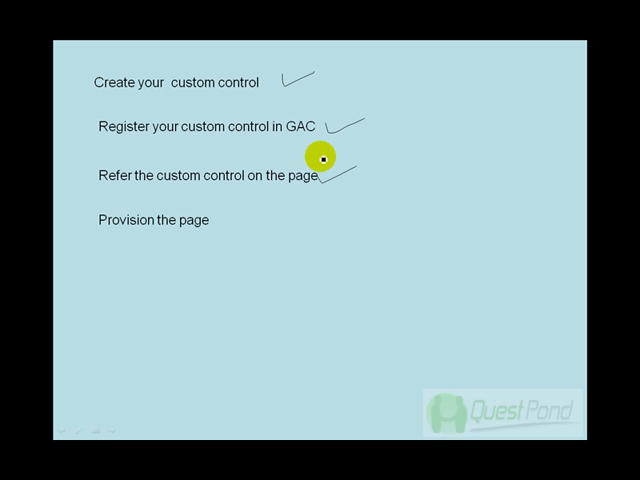 Create your custom control
Register your custom control in GAC
Refer the custom control on the page
Provision the page
QuestPond